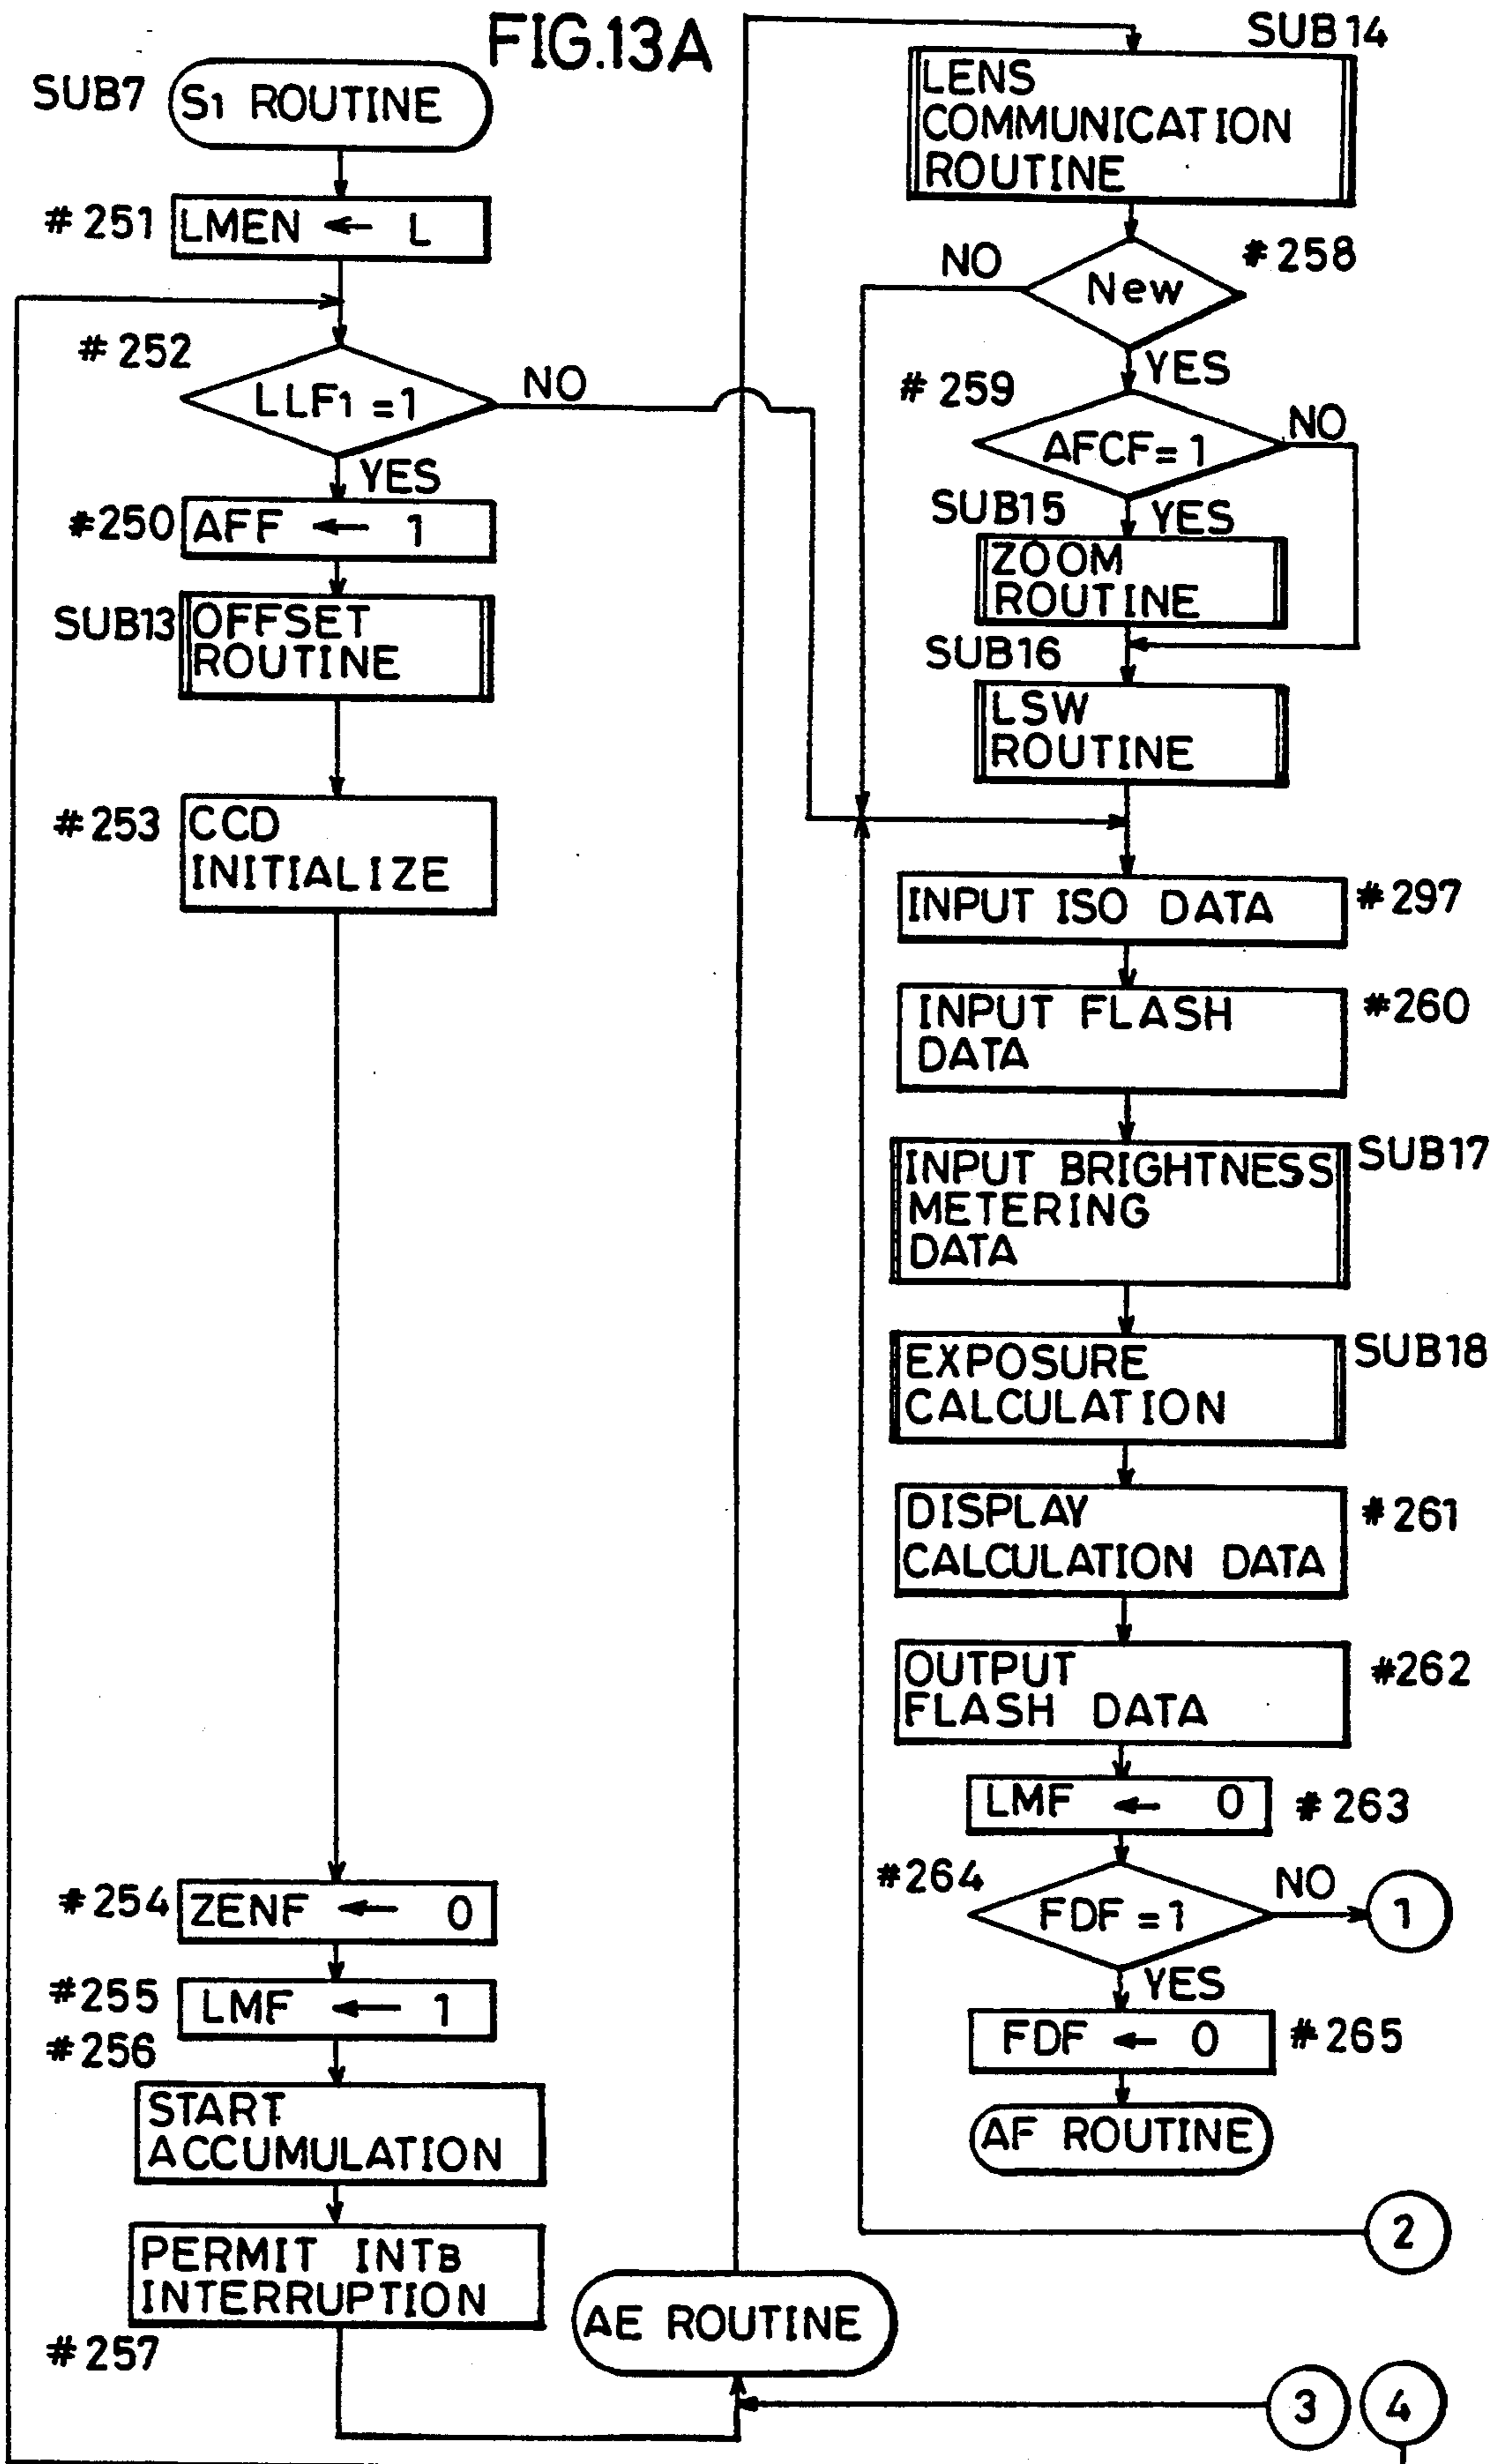 FIG.13A
SUB7
S1 ROUTINE
#251
LMEN ← L
#252
LLF1 =1
NO
YES
#250
AFF ← 1
SUB13
OFFSET
ROUTINE
#253
CCD
INITIALIZE
#254
ZENF ← 0
#255
LMF ← 1
#256
START
ACCUMULATION
PERMIT INTB
INTERRUPTION
#257
AE ROUTINE
SUB14
LENS
COMMUNICATION
ROUTINE
#258
NO
New
YES
#259
AFCF=1
NO
YES
SUB15
ZOOM
ROUTINE
SUB16
LSW
ROUTINE
INPUT ISO DATA
#297
INPUT FLASH
DATA
#260
INPUT BRIGHTNESS
METERING
DATA
SUB17
EXPOSURE
CALCULATION
SUB18
DISPLAY
CALCULATION DATA
#261
OUTPUT
FLASH DATA
#262
LMF ← 0
#263
#264
FDF =1
NO
1
YES
FDF ← 0
#265
AF ROUTINE
2
3
4